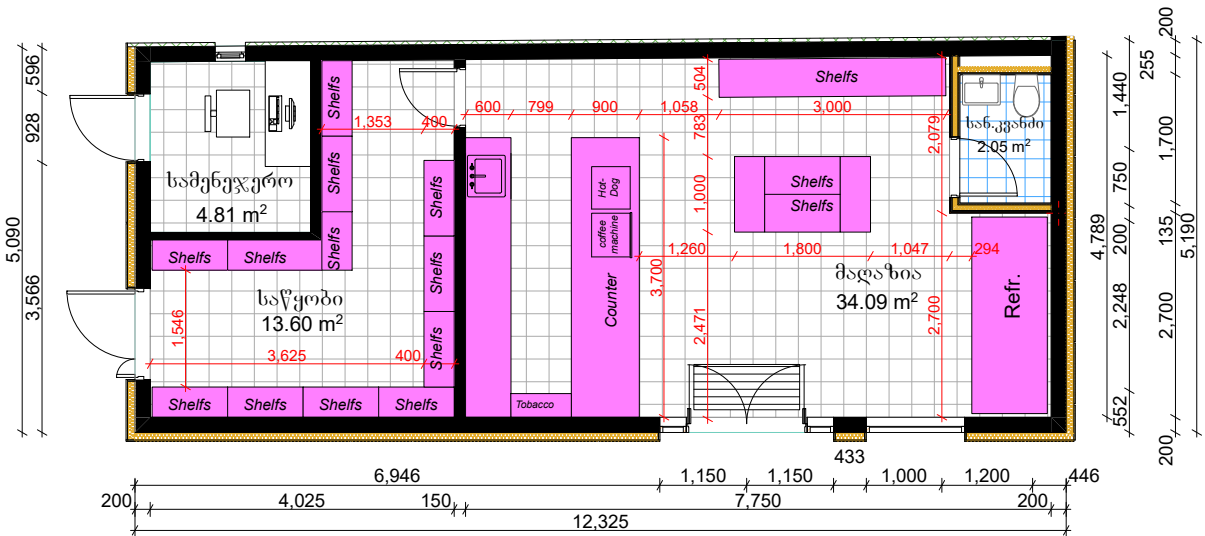 200
255
596
504
Shelfs
1,440
Shelfs
600
799
900
1,058
3,000
928
1,353
400
783
2,079
სან.კვანძი
2.05 m²
1,700
Shelfs
სამენეჯერო
4.81 m²
Shelfs
Hot-
Dog
1,000
Shelfs
Shelfs
750
135
coffee
machine
200
5,090
Shelfs
Shelfs
Shelfs
Shelfs
1,260
1,800
1,047
294
4,789
5,190
3,566
საწყობი
13.60 m²
Shelfs
3,700
მაღაზია
34.09 m²
Counter
Refr.
1,546
2,471
2,700
2,248
2,700
3,625
400
Shelfs
Shelfs
Shelfs
Shelfs
Shelfs
Tobacco
552
433
200
6,946
1,150
1,150
1,000
1,200
446
200
4,025
150
7,750
200
12,325